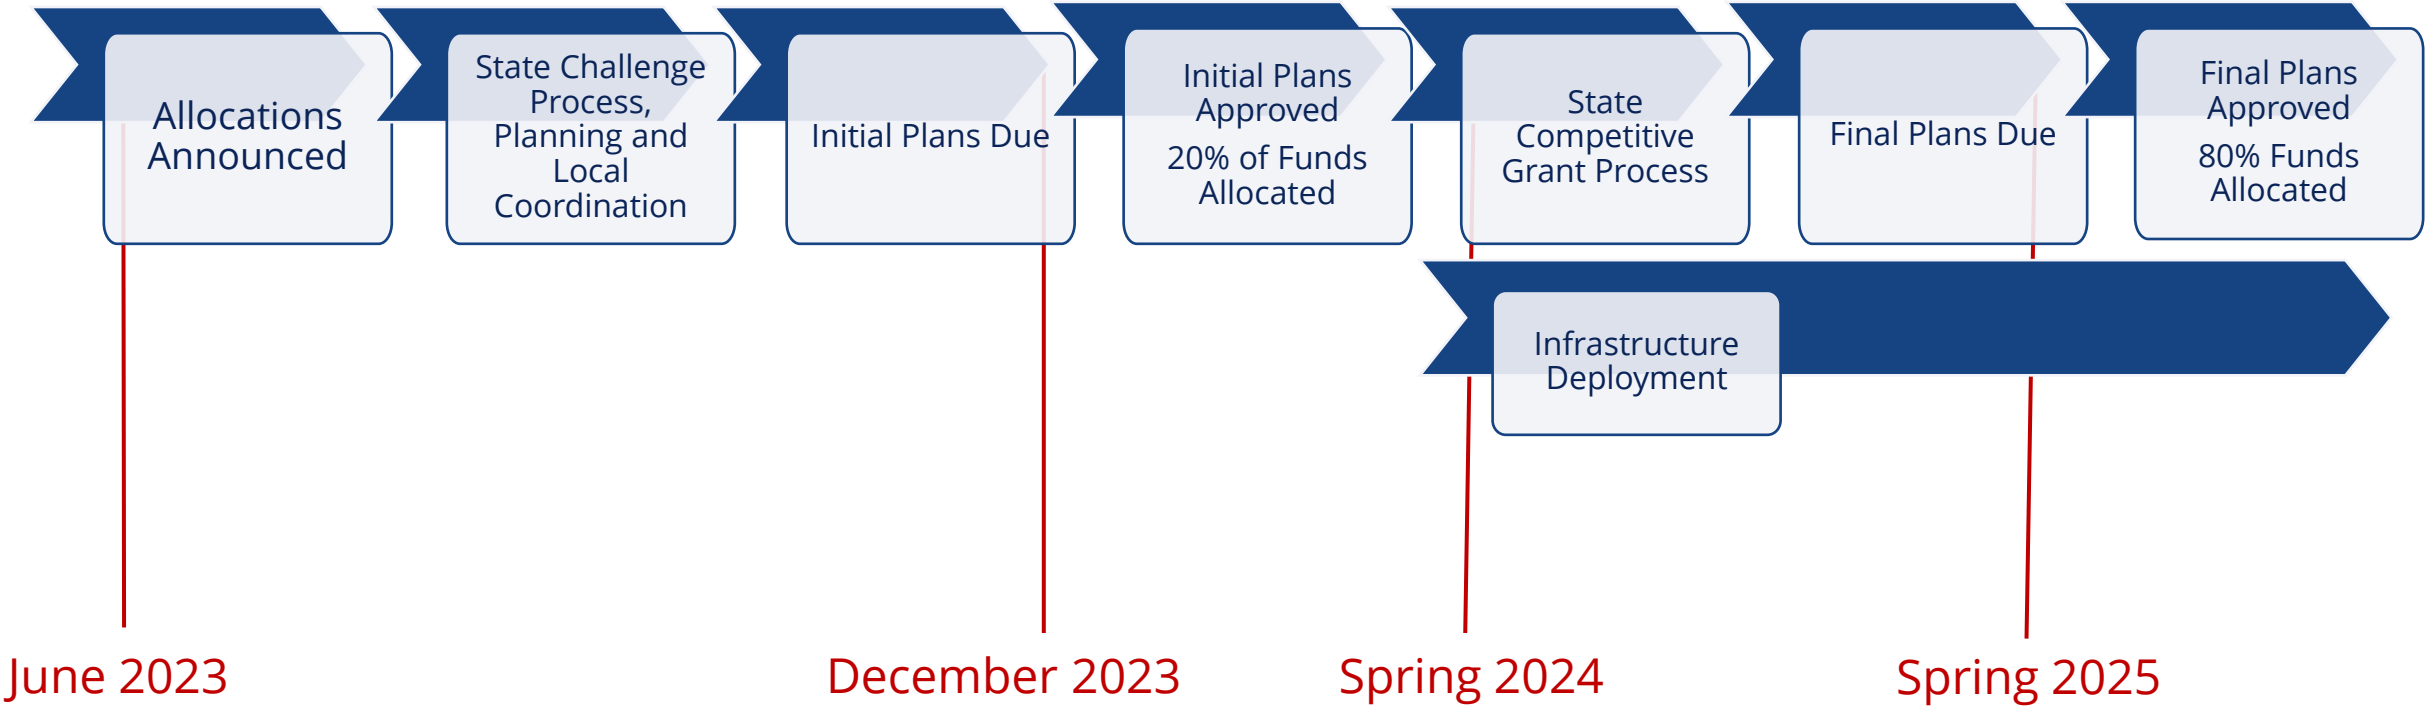 Allocations
Announced
State Challenge
Process,
Planning and
Local
Coordination
Initial Plans Due
Initial Plans
Approved
20% of Funds
Allocated
State
Competitive
Grant Process
Final Plans Due
Final Plans
Approved
80% Funds
Allocated
Infrastructure
Deployment
June 2023
December 2023
Spring 2024
Spring 2025